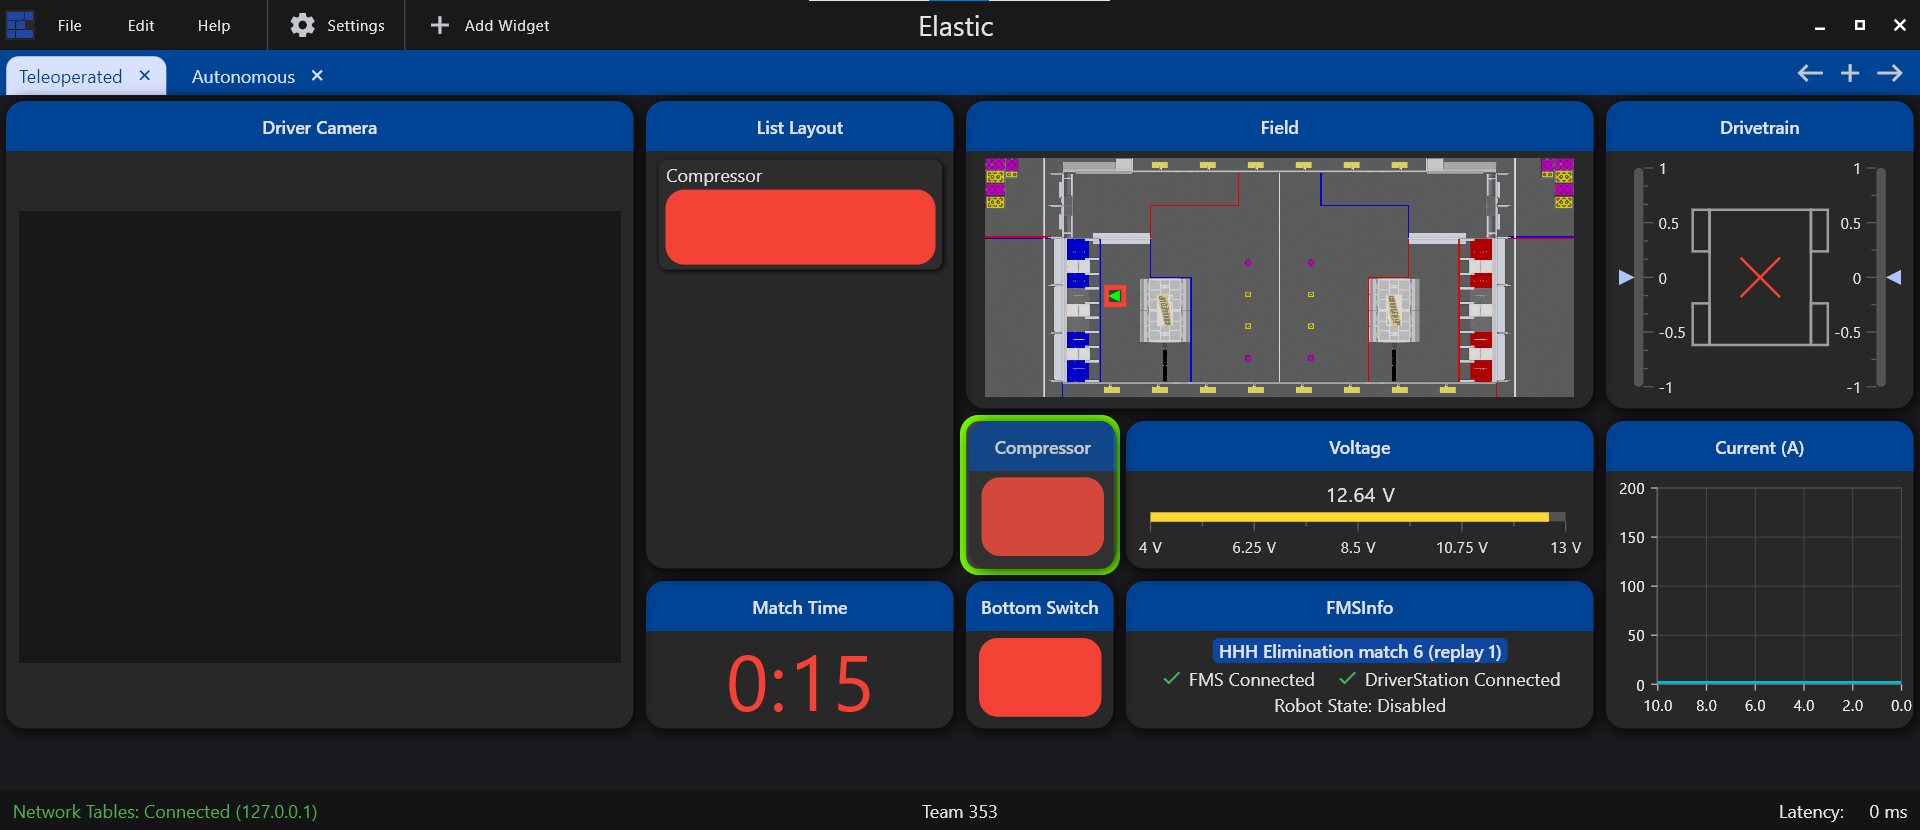 File Edit Help Settings Add Widget Elastic
Teleoperated Autonomous
Driver Camera
List Layout
Compressor
Field
Drivetrain
1 1
0.5 0.5
0 0
-0.5 -0.5
-1 -1
Compressor
Voltage
12.64 V
4 V 6.25 V 8.5 V 10.75 V 13 V
Current (A)
200
150
100
50
0
10.0 8.0 6.0 4.0 2.0 0.0
Match Time
0:15
Bottom Switch
FMSInfo
HHH Elimination match 6 (replay 1)
FMS Connected DriverStation Connected
Robot State: Disabled
Network Tables: Connected (127.0.0.1) Team 353 Latency: 0 ms